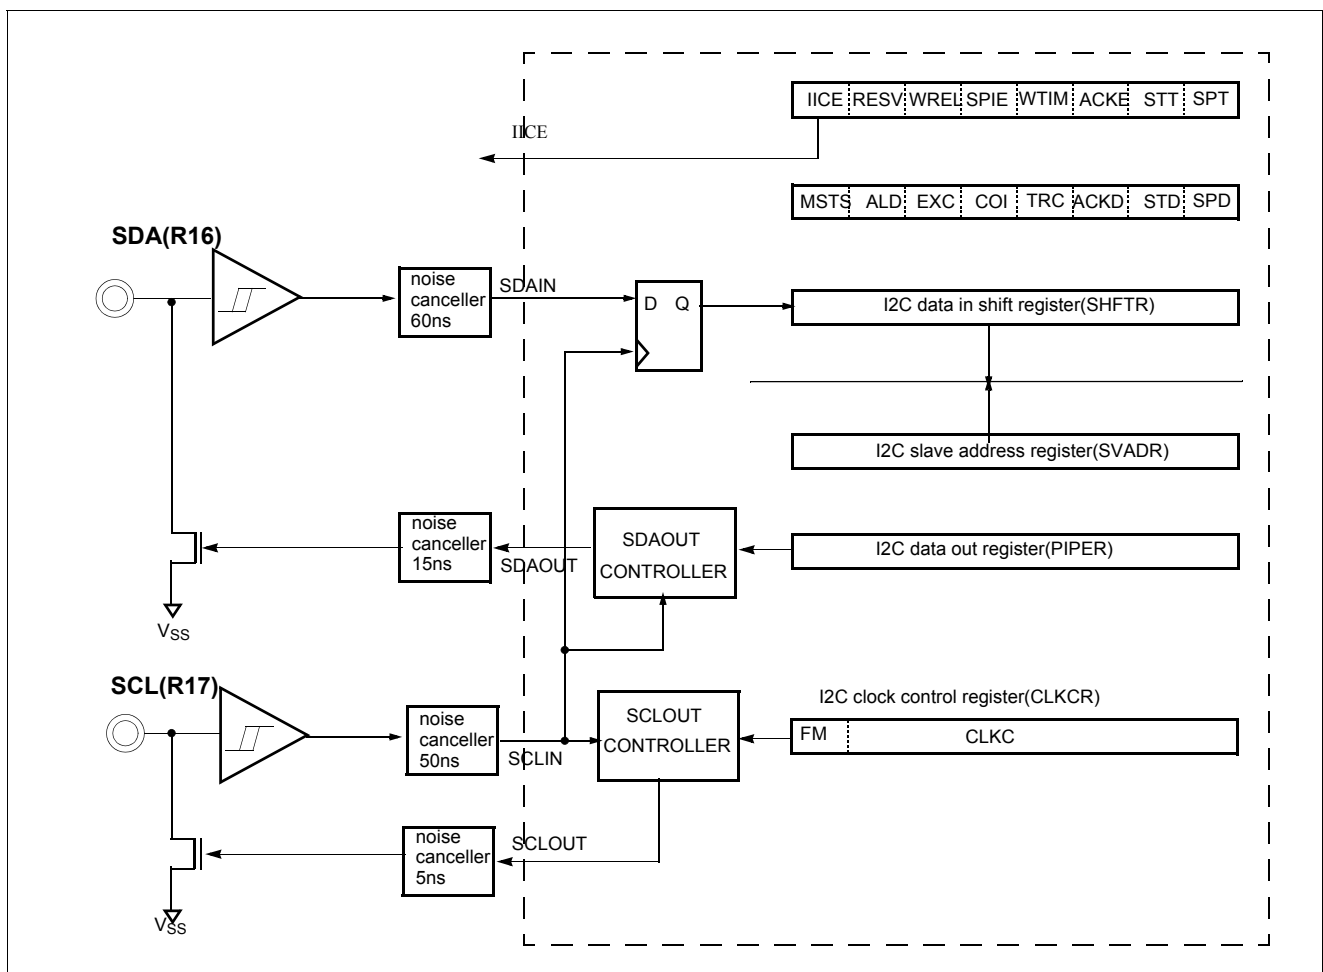 IICE RESV WREL SPIE WTIM ACKE STT SPT
IICE
MSTS ALD EXC COI TRC ACKD STD SPD
SDA(R16)
noise
canceller
60ns
SDAIN
D Q
I2C data in shift register(SHFTR)
I2C slave address register(SVADR)
noise
canceller
15ns
SDAOUT
SDAOUT
CONTROLLER
I2C data out register(PIPER)
VSS
SCL(R17)
noise
canceller
50ns
SCLIN
SCLOUT
CONTROLLER
I2C clock control register(CLKCR)
FM CLKC
noise
canceller
5ns
SCLOUT
VSS